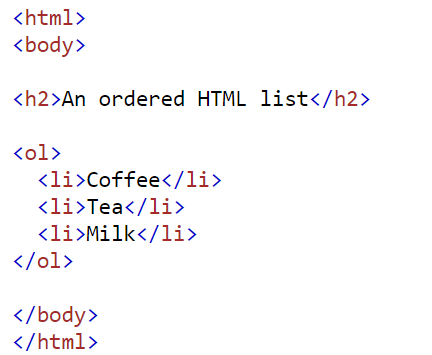 <html>
<body>
<h2>An ordered HTML list</h2>
<ol>
<li>Coffee</li>
<li>Tea</li>
<li>Milk</li>
</ol>
</body>
</html>